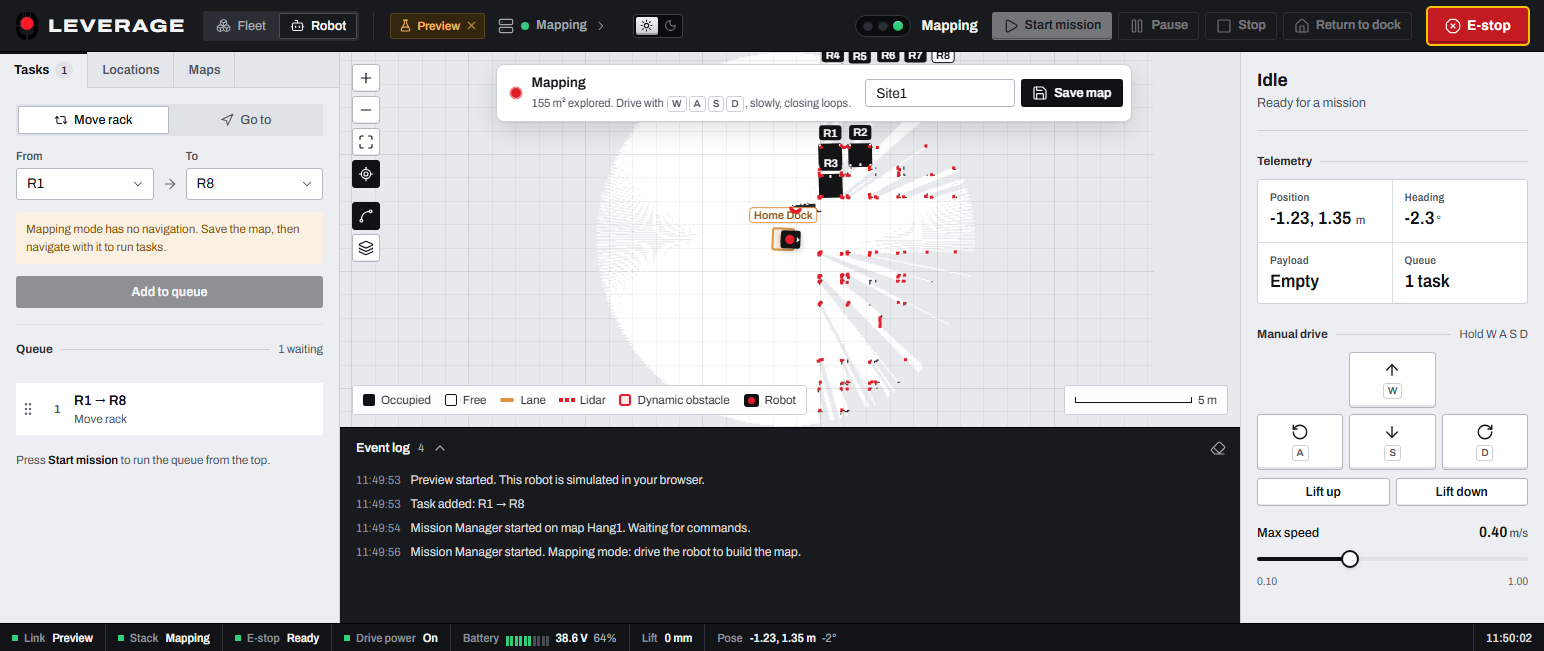 LEVERAGE
Fleet
Robot
Preview
Mapping
Mapping
Start mission
Pause
Stop
Return to dock
E-stop
Tasks 1
Locations
Maps
Move rack
Go to
From
To
R1
R8
Mapping mode has no navigation. Save the map, then
navigate with it to run tasks.
Add to queue
Queue
1 waiting
1
R1 → R8
Move rack
Press Start mission to run the queue from the top.
R4 R5 R6 R7 R8
Mapping
155 m² explored. Drive with W A S D, slowly, closing loops.
Site1
Save map
R1 R2
R3
Home Dock
Occupied
Free
Lane
Lidar
Dynamic obstacle
Robot
5 m
Event log 4
11:49:53 Preview started. This robot is simulated in your browser.
11:49:53 Task added: R1 → R8
11:49:54 Mission Manager started on map Hang1. Waiting for commands.
11:49:56 Mission Manager started. Mapping mode: drive the robot to build the map.
Idle
Ready for a mission
Telemetry
Position
-1.23, 1.35 m
Heading
-2.3°
Payload
Empty
Queue
1 task
Manual drive
Hold W A S D
W
A
S
D
Lift up
Lift down
Max speed
0.40 m/s
0.10
1.00
Link Preview
Stack Mapping
E-stop Ready
Drive power On
Battery 38.6 V 64%
Lift 0 mm
Pose -1.23, 1.35 m -2°
11:50:02